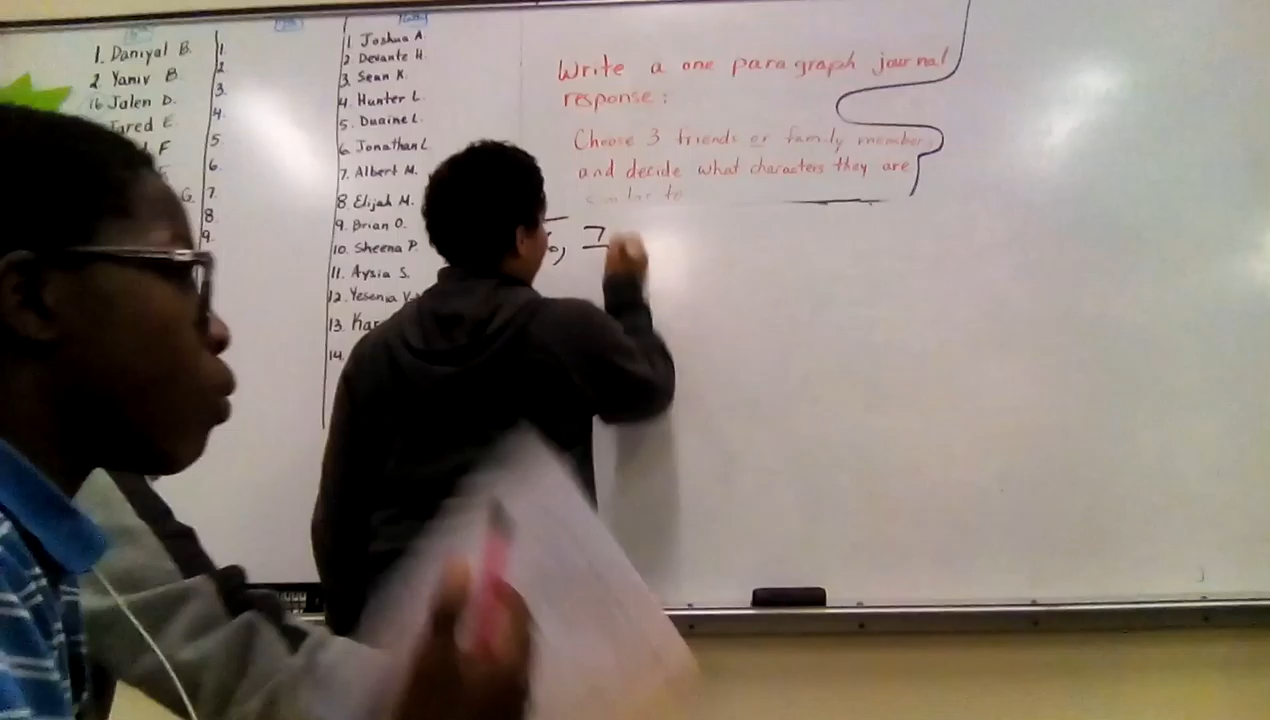 1. Daniyal B.
2 Yaniv B
16 Jalen D.
Jared E.
F
G.
1.
2
3.
4.
5
6.
7.
8.
9.
1 Joshua A.
2 Devante H.
3. Sean K.
4. Hunter L.
5. Duaine L.
6. Jonathan L
7. Albert M.
8 Elijah M.
9. Brian O.
10. Sheena P.
11. Aysia S.
12. Yesenia V.
13. Kar
14.
Write a one paragraph journal
response:
Choose 3 friends or family member
and decide what characters they are
similar to
6, 7